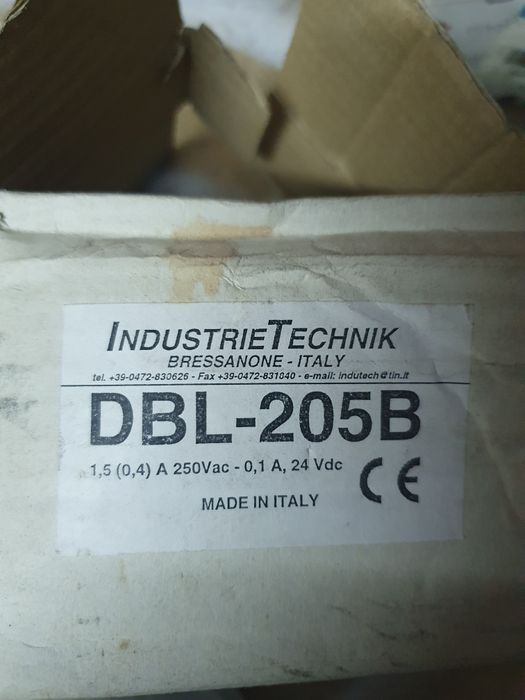 INDUSTRIETECHNIK
BRESSANONE - ITALY
tel. +39-0472-830626 - Fax +39-0472-831840 - e-mail: indutech@tin.it
DBL-205B
1,5 (0,4) A 250Vac - 0,1 A, 24 Vdc
CE
MADE IN ITALY